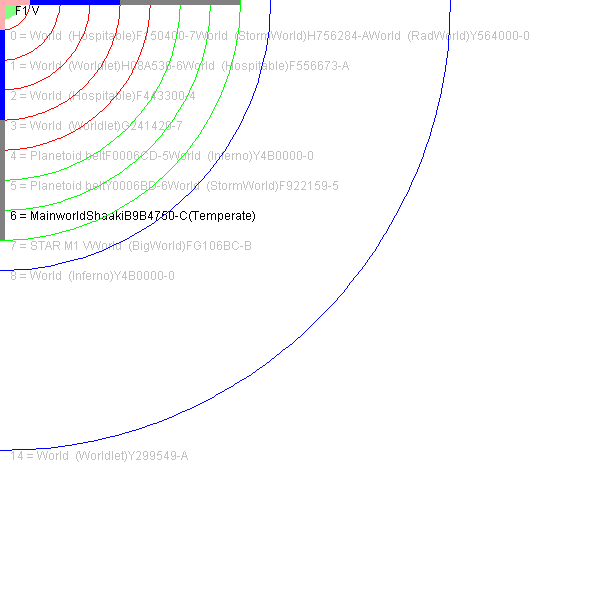 F1 V
0 = World (Hospitable)F550400-7World (StormWorld)H756284-AWorld (RadWorld)Y564000-0
1 = World (Worldlet)H08A536-6World (Hospitable)F556673-A
2 = World (Hospitable)F443300-4
3 = World (Worldlet)G241420-7
4 = Planetoid beltF0006CD-5World (Inferno)Y4B0000-0
5 = Planetoid beltY0006BD-6World (StormWorld)F922159-5
6 = MainworldShaakiB9B4750-C(Temperate)
7 = STAR M1 VWorld (BigWorld)FG106BC-B
8 = World (Inferno)Y4B0000-0
14 = World (Worldlet)Y299549-A